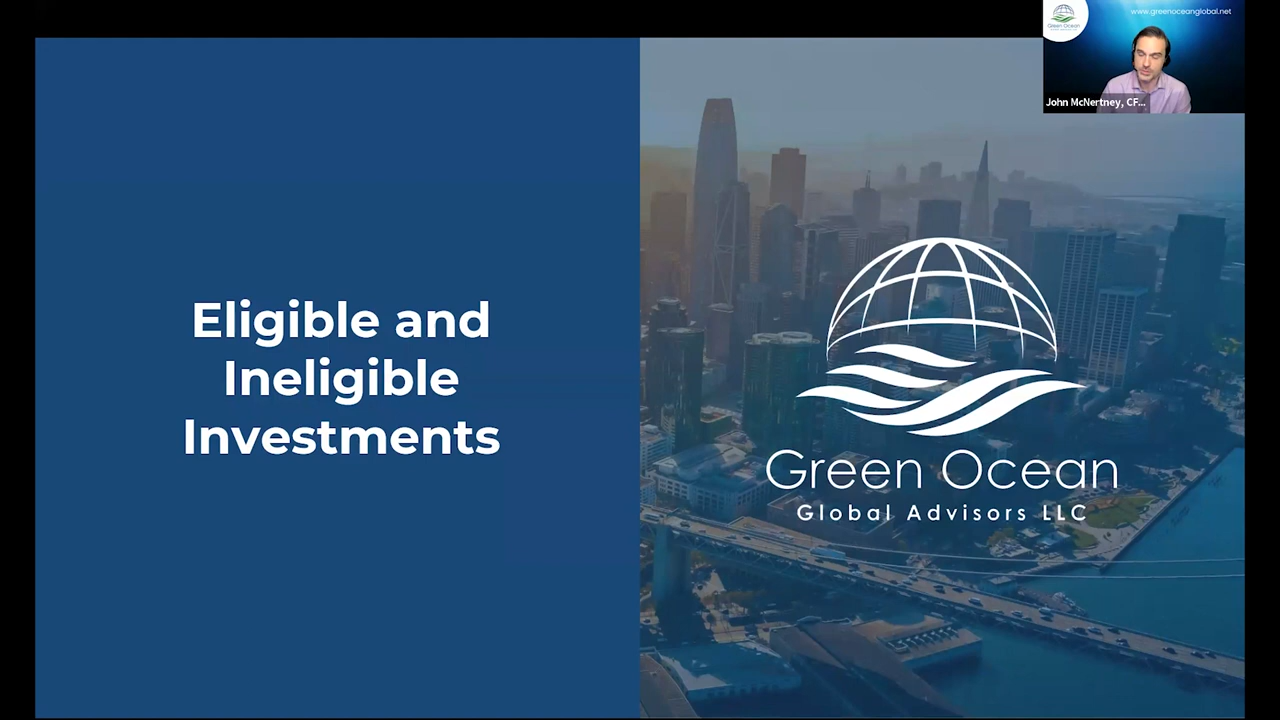 www.greenoceanglobal.net
Green Ocean
John McNertney, CF...
Eligible and
Ineligible
Investments
Green Ocean
Global Advisors LLC